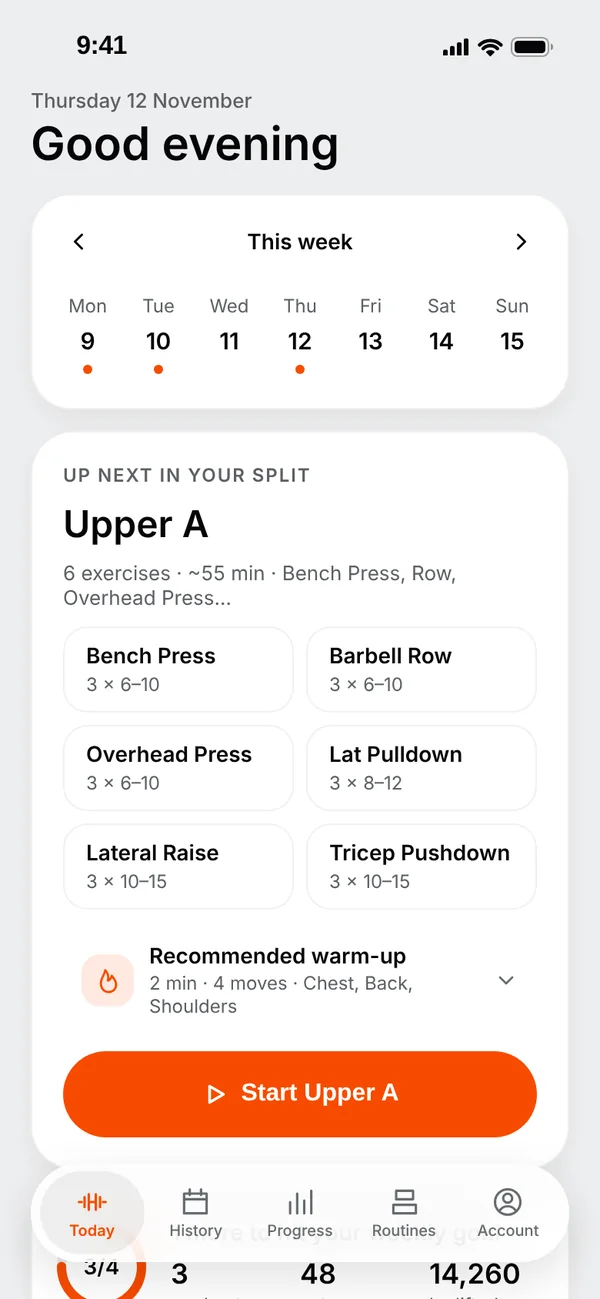 9:41
Thursday 12 November
Good evening
This week
Mon Tue Wed Thu Fri Sat Sun
9 10 11 12 13 14 15
UP NEXT IN YOUR SPLIT
Upper A
6 exercises · ~55 min · Bench Press, Row,
Overhead Press...
Bench Press
3 × 6–10
Barbell Row
3 × 6–10
Overhead Press
3 × 6–10
Lat Pulldown
3 × 8–12
Lateral Raise
3 × 10–15
Tricep Pushdown
3 × 10–15
Recommended warm-up
2 min · 4 moves · Chest, Back,
Shoulders
Start Upper A
Today History Progress Routines Account
your weekly
3/4 3 48 14,260